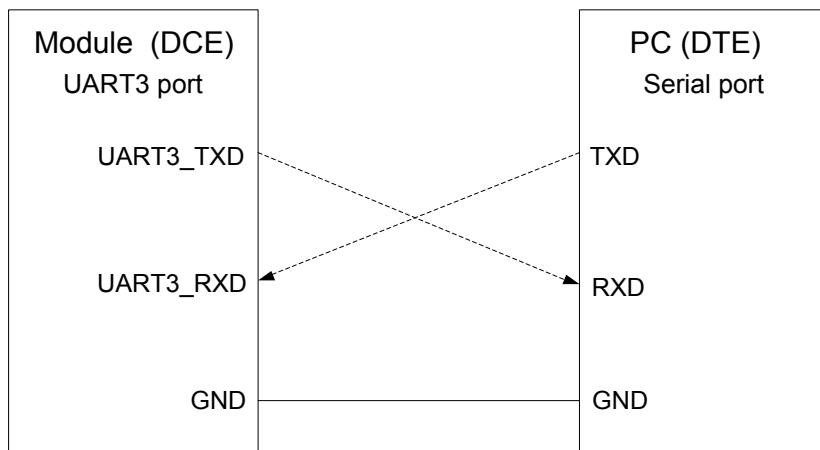 Module (DCE)
UART3 port
UART3_TXD
UART3_RXD
GND
PC (DTE)
Serial port
TXD
RXD
GND